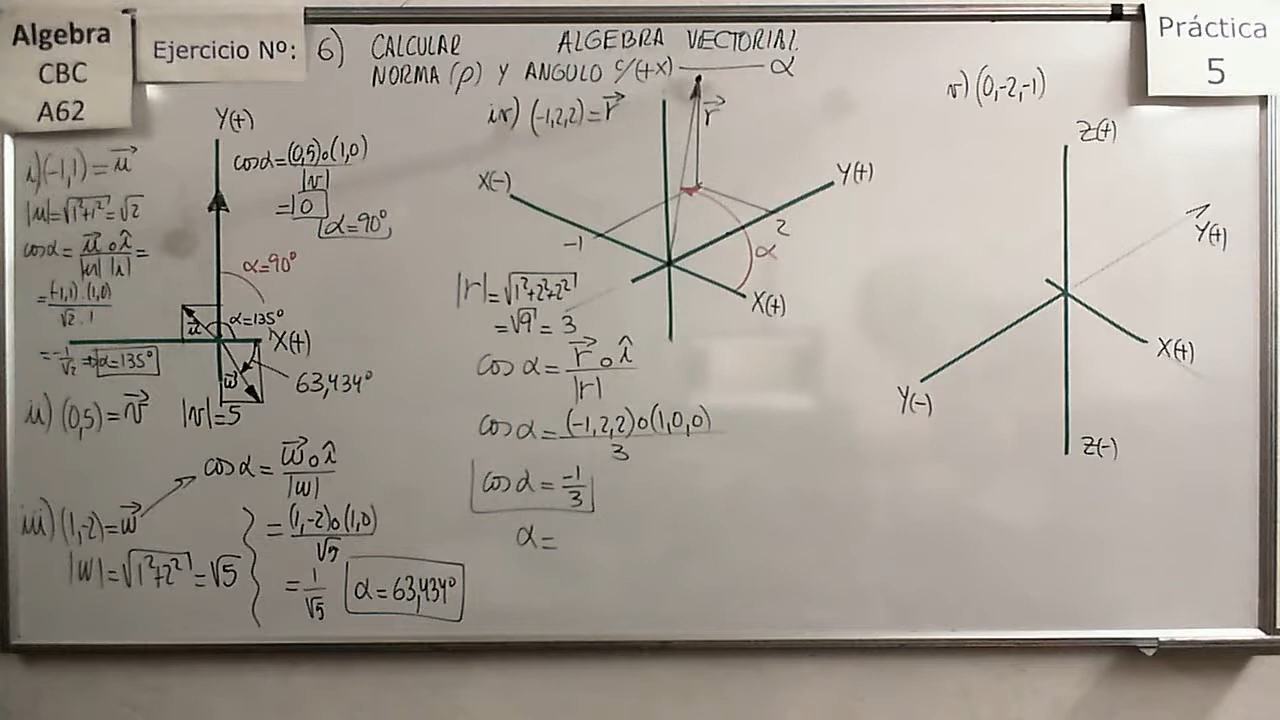 Algebra
CBC
A62
Ejercicio Nº:
6) CALCULAR ALGEBRA VECTORIAL
NORMA (ρ) Y ANGULO c/(+x) α
Práctica
5
i) (-1,1) = u⃗
|u| = √1²+1² = √2
cos α = u⃗ ∘ î / |u| |i| =
= (-1,1).(1,0) / √2 . 1
= -1/√2 ⇒ α = 135°
ii) (0,5) = v⃗
|v| = 5
iii) (1,-2) = w⃗
|w| = √1²+2² = √5
cos α = w⃗ ∘ î / |w|
= (1,-2)∘(1,0) / √5
= 1/√5
α = 63,434°
Y(+)
cos α = (0,5)∘(1,0) / |v|
= 0
α = 90°
α = 90°
α = 135°
X(+)
u⃗
w⃗
63,434°
iv) (-1,2,2) = r⃗
r⃗
X(-)
Y(+)
-1
2
α
X(+)
|r| = √1²+2²+2²
= √9 = 3
cos α = r⃗ ∘ î / |r|
cos α = (-1,2,2)∘(1,0,0) / 3
cos α = -1/3
α =
v) (0,-2,-1)
Z(+)
Y(+)
X(+)
Y(-)
Z(-)